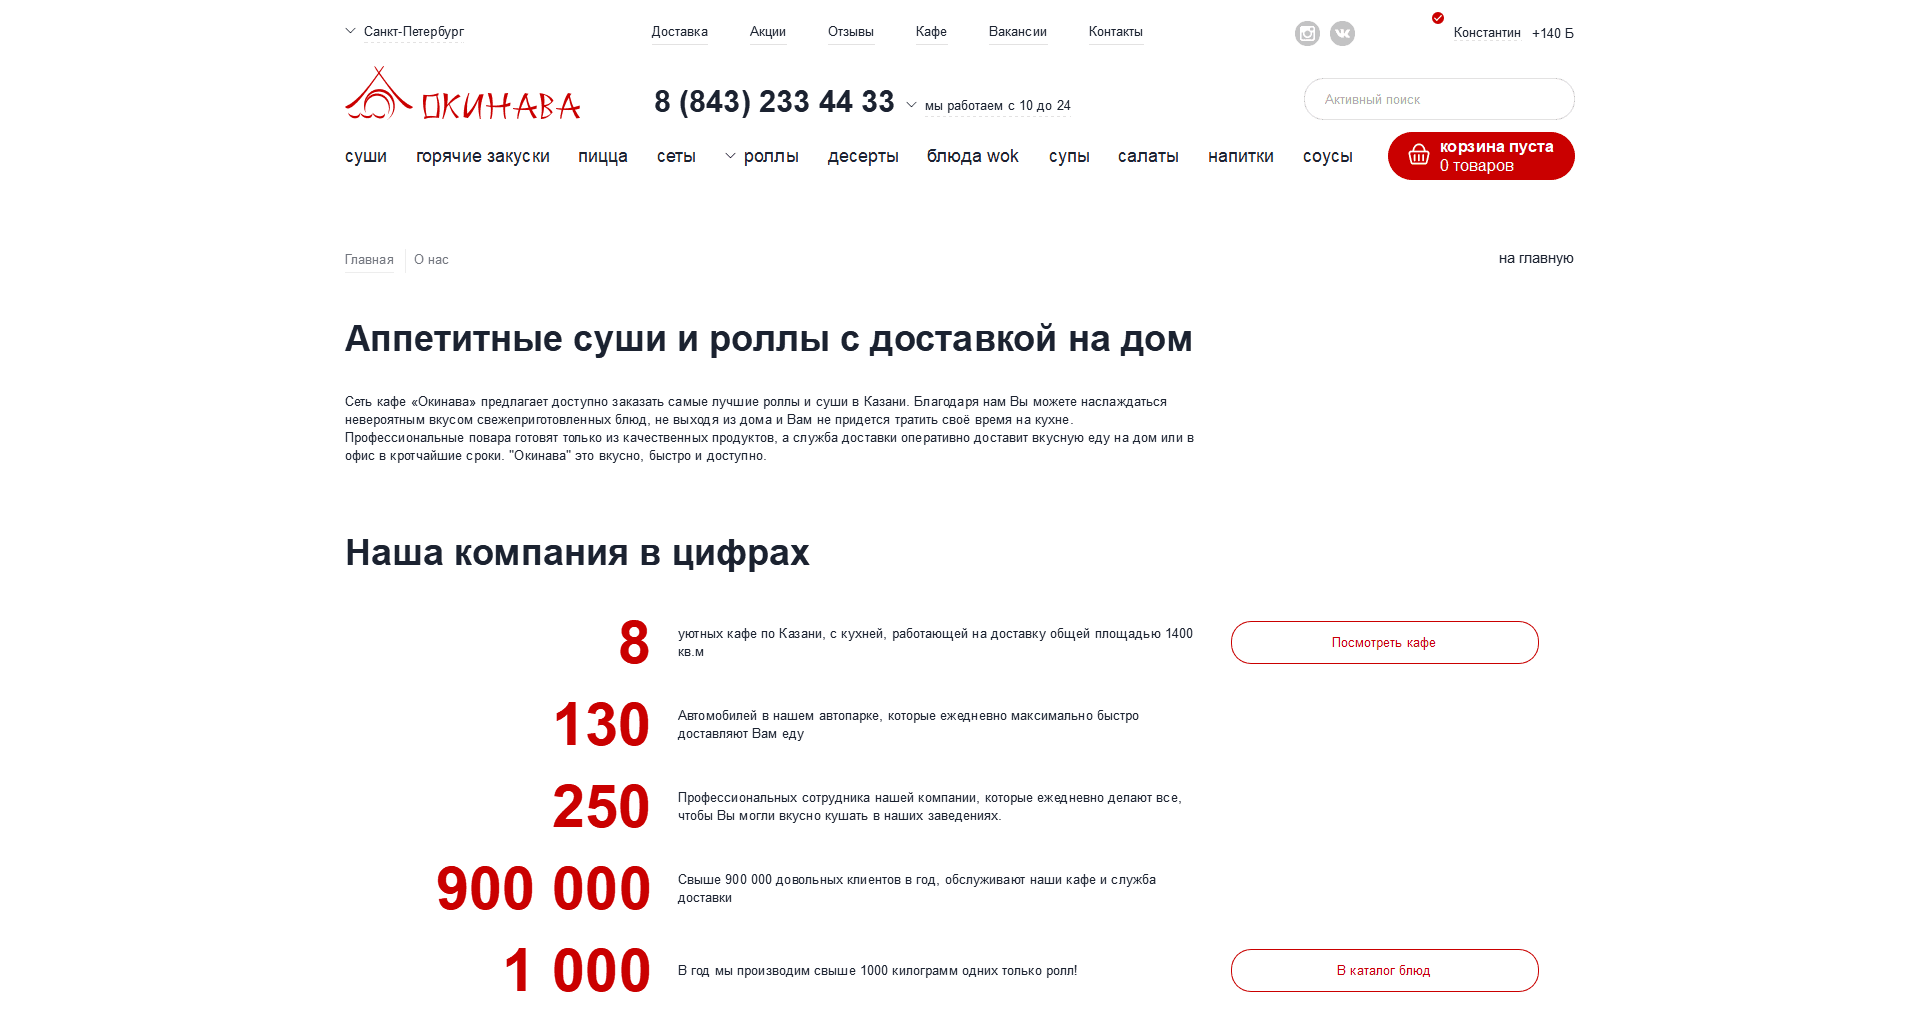 Санкт-Петербург
Доставка
Акции
Отзывы
Кафе
Вакансии
Контакты
Константин
+140 Б
ОКИНАВА
8 (843) 233 44 33
мы работаем с 10 до 24
Активный поиск
суши
горячие закуски
пицца
сеты
роллы
десерты
блюда wok
супы
салаты
напитки
соусы
корзина пуста
0 товаров
Главная
О нас
на главную
Аппетитные суши и роллы с доставкой на дом
Сеть кафе «Окинава» предлагает доступно заказать самые лучшие роллы и суши в Казани. Благодаря нам Вы можете наслаждаться
невероятным вкусом свежеприготовленных блюд, не выходя из дома и Вам не придется тратить своё время на кухне.
Профессиональные повара готовят только из качественных продуктов, а служба доставки оперативно доставит вкусную еду на дом или в
офис в кротчайшие сроки. "Окинава" это вкусно, быстро и доступно.
Наша компания в цифрах
8
уютных кафе по Казани, с кухней, работающей на доставку общей площадью 1400
кв.м
Посмотреть кафе
130
Автомобилей в нашем автопарке, которые ежедневно максимально быстро
доставляют Вам еду
250
Профессиональных сотрудника нашей компании, которые ежедневно делают все,
чтобы Вы могли вкусно кушать в наших заведениях.
900 000
Свыше 900 000 довольных клиентов в год, обслуживают наши кафе и служба
доставки
1 000
В год мы производим свыше 1000 килограмм одних только ролл!
В каталог блюд